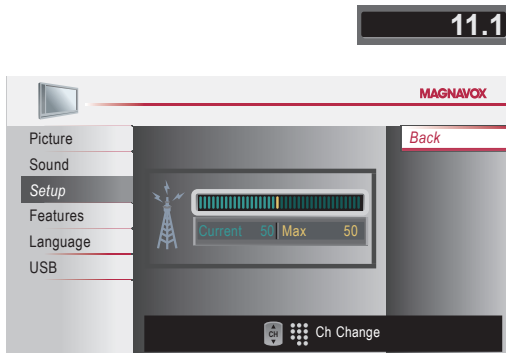 11.1
MAGNAVOX
Picture
Back
Sound
Setup
Features
Language
USB
Current 50 Max 50
CH Ch Change